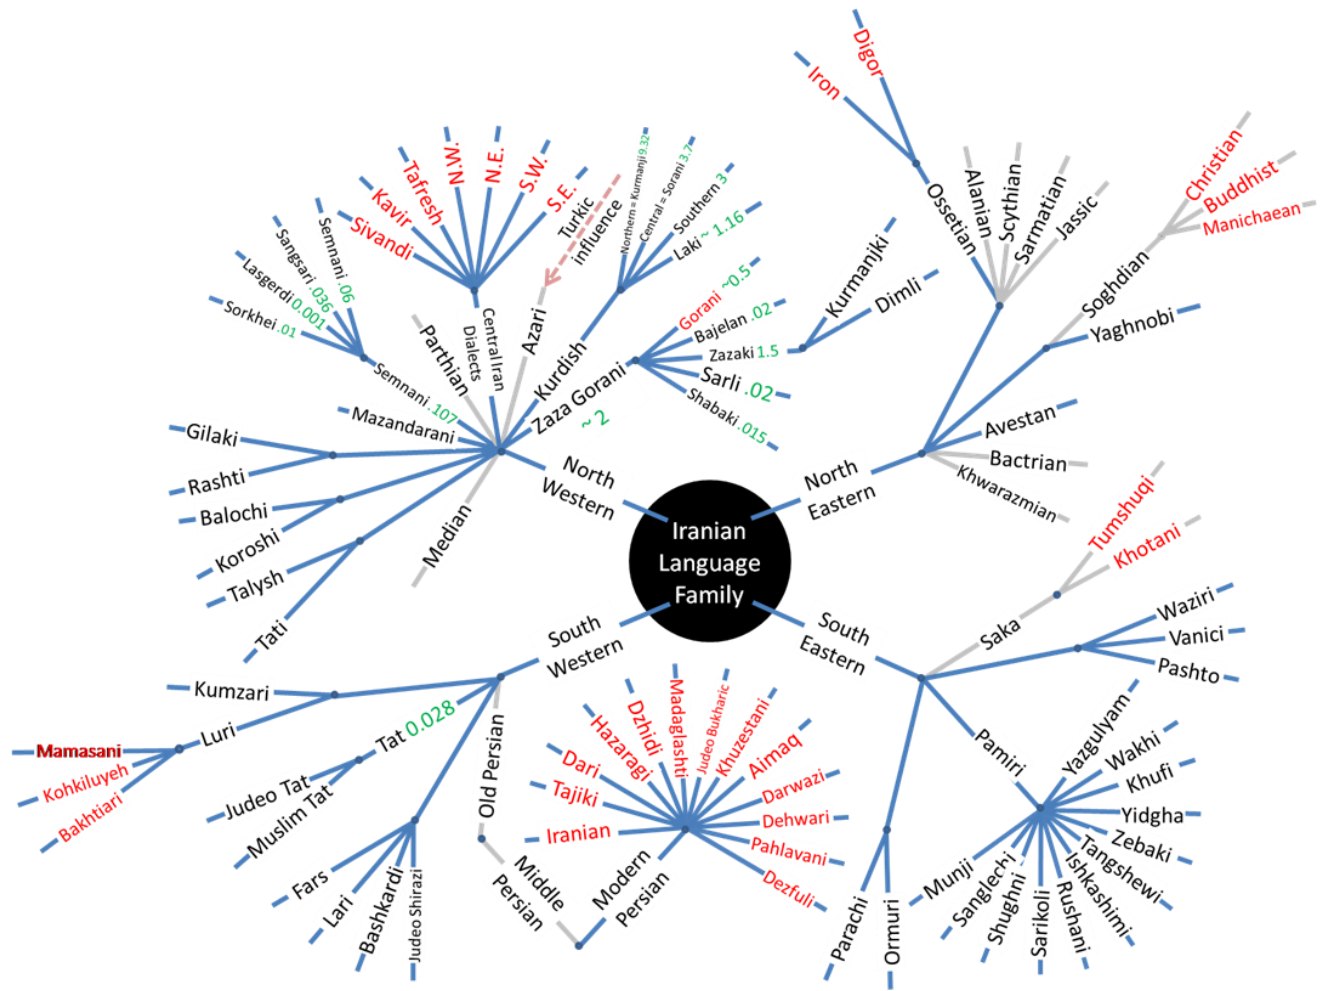 Iranian
Language
Family
North
Western
Median
Tati
Talysh
Koroshi
Balochi
Rashti
Gilaki
Mazandarani
Semnani .107
Sorkhei .01
Lasgerdi 0.001
Sangsari .036
Semnani .06
Parthian
Central Iran
Dialects
Sivandi
Kavir
Tafresh
N.W.
N.E.
S.W.
S.E.
Azari
Turkic
influence
Kurdish
Northern = Kurmanji 9.32
Central = Sorani 3.7
Southern 3
Laki ~ 1.16
Zaza Gorani
~ 2
Gorani ~0.5
Bajelan .02
Zazaki 1.5
Kurmanjki
Dimli
Sarli .02
Shabaki .015
North
Eastern
Ossetian
Iron
Digor
Alanian
Scythian
Sarmatian
Jassic
Soghdian
Christian
Buddhist
Manichaean
Yaghnobi
Avestan
Bactrian
Khwarazmian
South
Eastern
Saka
Tumshuqi
Khotani
Waziri
Vanici
Pashto
Pamiri
Yazgulyam
Wakhi
Khufi
Yidgha
Zebaki
Tangshewi
Ishkashimi
Rushani
Sarikoli
Shughni
Sanglechi
Munji
Ormuri
Parachi
South
Western
Kumzari
Luri
Mamasani
Kohkiluyeh
Bakhtiari
Tat 0.028
Judeo Tat
Muslim Tat
Fars
Lari
Bashkardi
Judeo Shirazi
Old Persian
Middle
Persian
Modern
Persian
Iranian
Tajiki
Dari
Hazaragi
Dzhidi
Madaglashti
Judeo Bukharic
Khuzestani
Aimaq
Darwazi
Dehwari
Pahlavani
Dezfuli